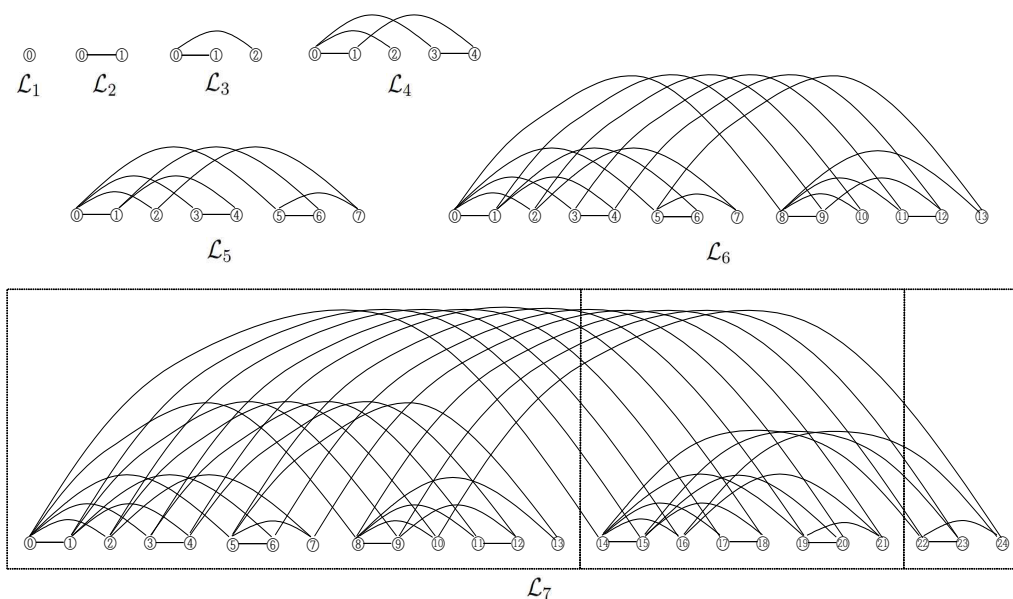 0 0 1 0 1 2 0 1 2 3 4
L₁ L₂ L₃ L₄
0 1 2 3 4 5 6 7 0 1 2 3 4 5 6 7 8 9 10 11 12 13
L₅ L₆
0 1 2 3 4 5 6 7 8 9 10 11 12 13 14 15 16 17 18 19 20 21 22 23 24
L₇